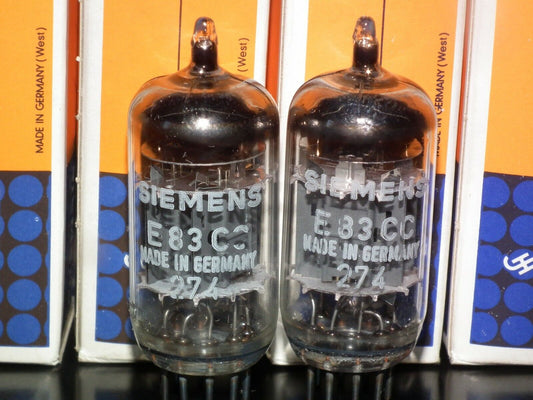 MADE IN GERMANY (West)
(West)
MADE IN GERMANY (West)
SIEMENS
E 83 CC
MADE IN GERMANY
274
SIEMENS
E 83 CC
MADE IN GERMANY
274